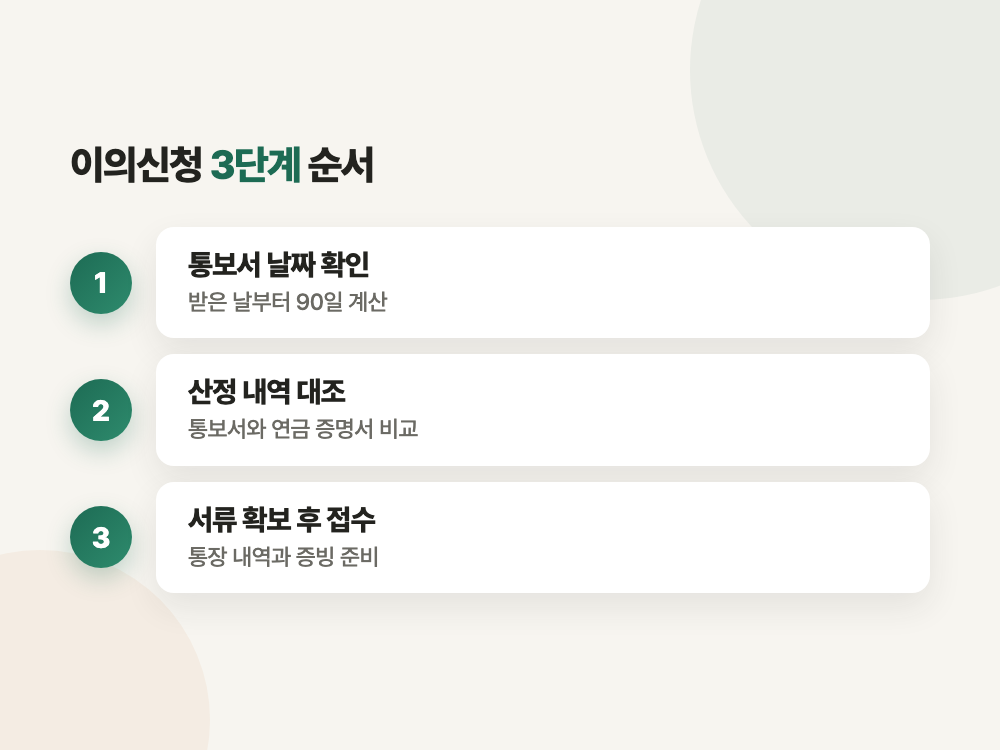 이의신청 3단계 순서
1
통보서 날짜 확인
받은 날부터 90일 계산
2
산정 내역 대조
통보서와 연금 증명서 비교
3
서류 확보 후 접수
통장 내역과 증빙 준비